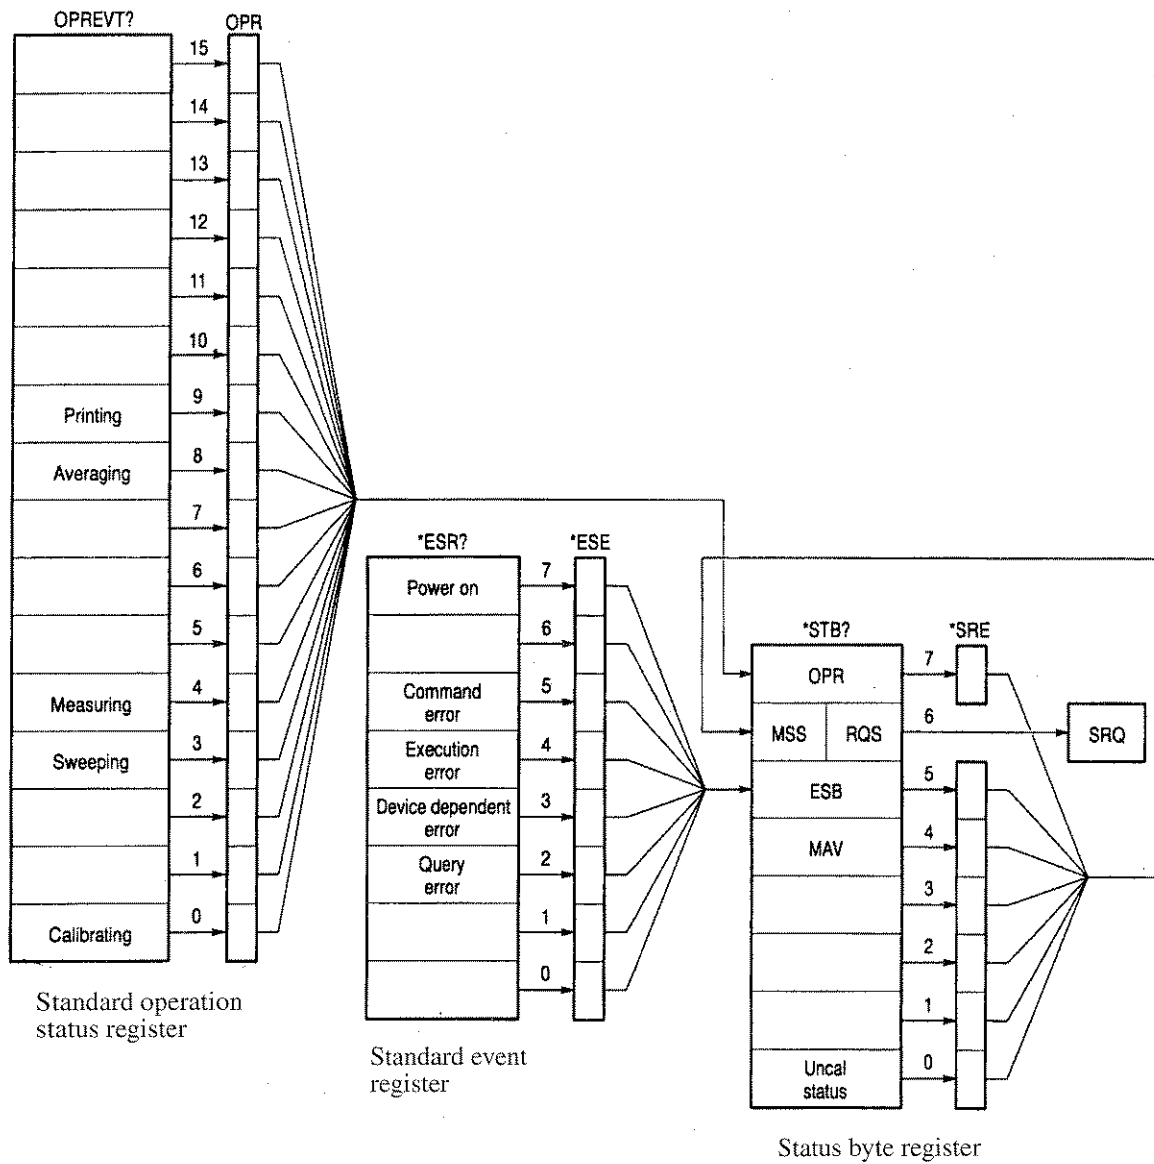 OPREVT?
OPR
15
14
13
12
11
10
Printing
9
Averaging
8
7
6
5
Measuring
4
Sweeping
3
2
1
Calibrating
0
Standard operation
status register
*ESR?
*ESE
Power on
7
6
Command
error
5
Execution
error
4
Device dependent
error
3
Query
error
2
1
0
Standard event
register
*STB?
*SRE
OPR
7
MSS
RQS
6
SRQ
ESB
5
MAV
4
3
2
1
Uncal
status
0
Status byte register